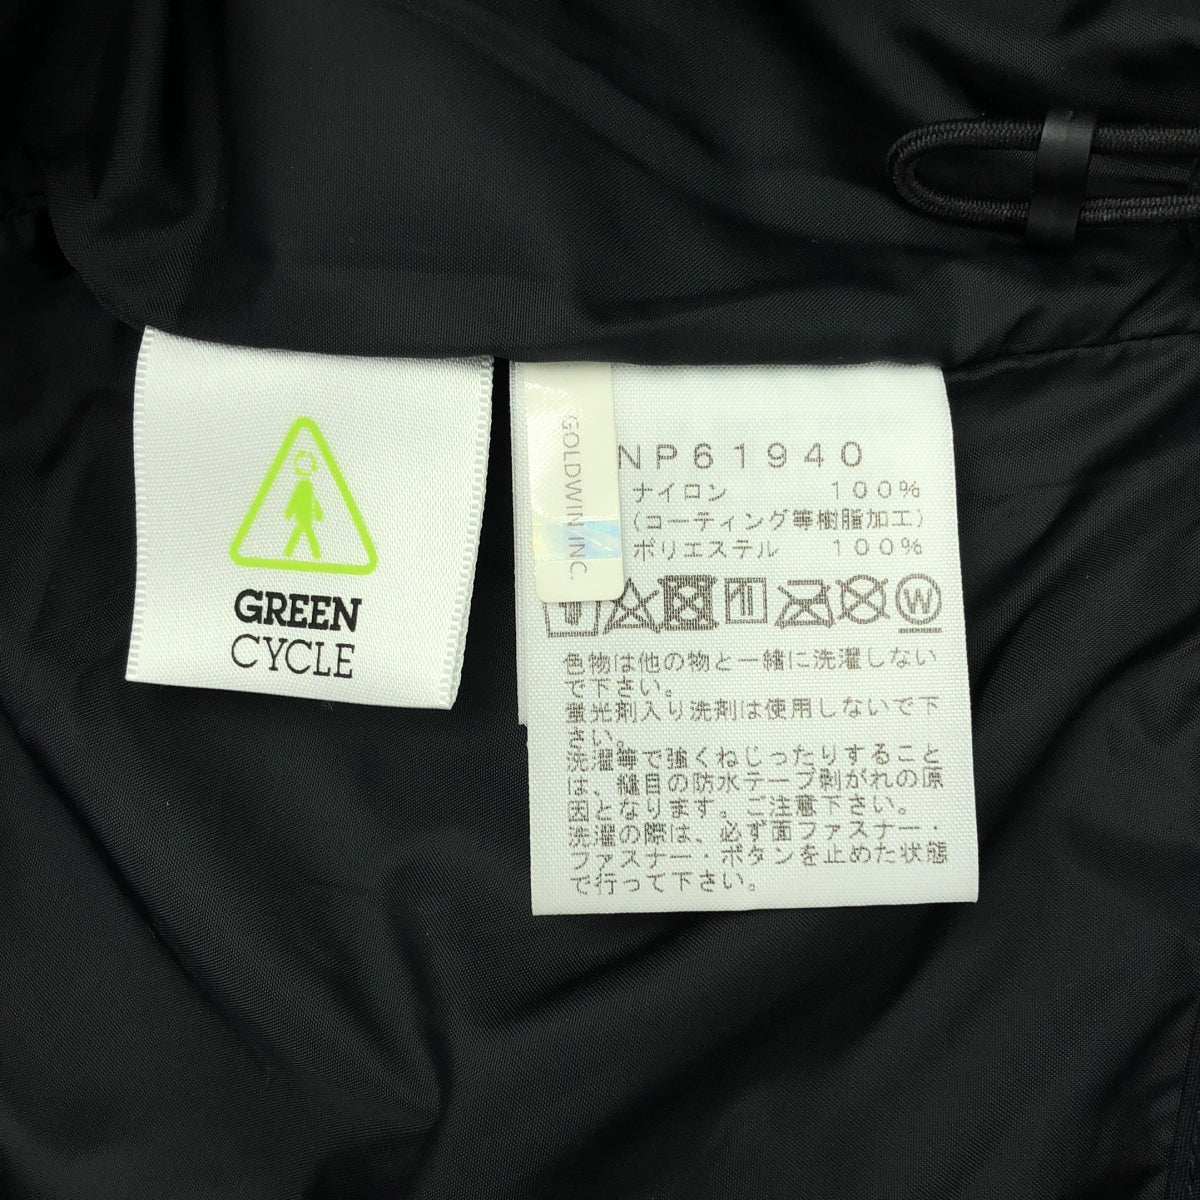 GREEN
CYCLE
GOLDWIN INC.
NP61940
ナイロン 100%
(コーティング等樹脂加工)
ポリエステル 100%
W
色物は他の物と一緒に洗濯しない
で下さい。
蛍光剤入り洗剤は使用しないで下
さい。
洗濯等で強くねじったりすること
は、縫目の防水テープ剥がれの原
因となります。ご注意下さい。
洗濯の際は、必ず面ファスナー・
ファスナー・ボタンを止めた状態
で行って下さい。